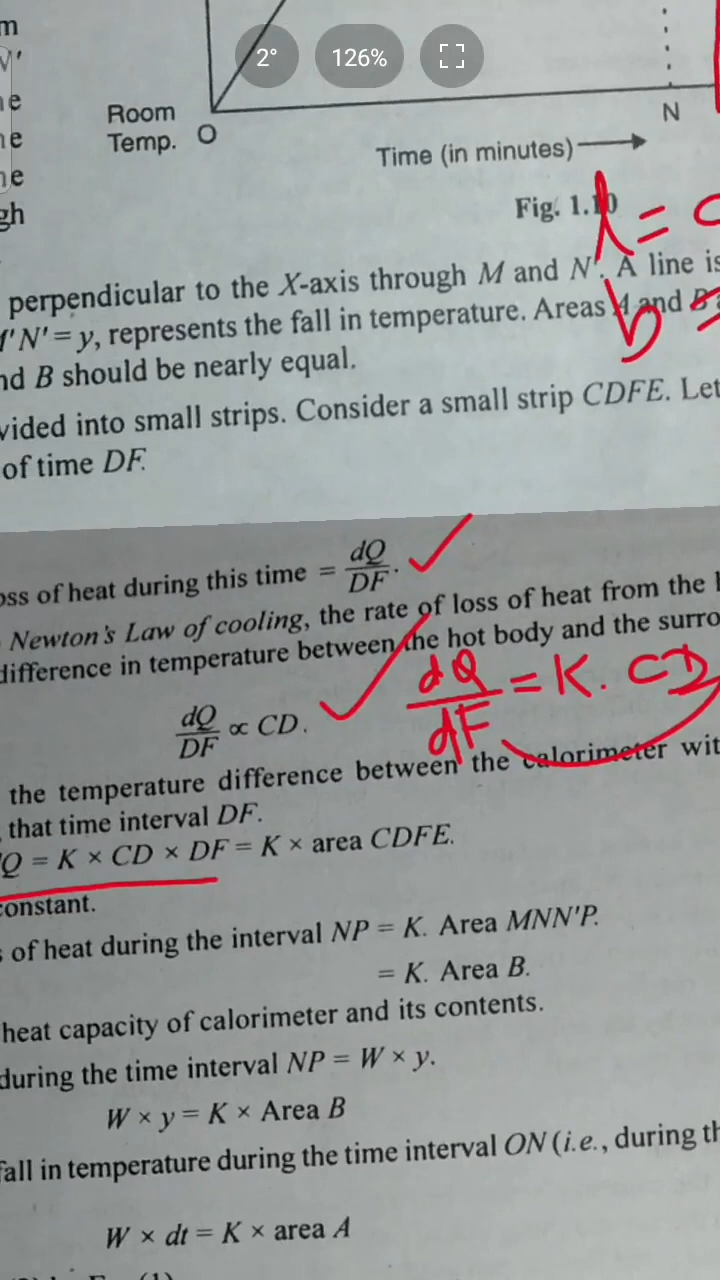 2° 126%
m
Room
Temp. O
N
Time (in minutes)
Fig. 1.10
l =
gh
perpendicular to the X-axis through M and N'. A line is
M'N' = y, represents the fall in temperature. Areas A and B
b =
nd B should be nearly equal.
vided into small strips. Consider a small strip CDFE. Let
of time DF.
oss of heat during this time = dQ/DF.
Newton's Law of cooling, the rate of loss of heat from the
difference in temperature between the hot body and the surro
dQ/dF = K. CD
dQ/DF ∝ CD.
the temperature difference between the calorimeter wit
that time interval DF.
Q = K × CD × DF = K × area CDFE.
constant.
s of heat during the interval NP = K. Area MNN'P.
= K. Area B.
heat capacity of calorimeter and its contents.
during the time interval NP = W × y.
W × y = K × Area B
fall in temperature during the time interval ON (i.e., during th
W × dt = K × area A
(1)